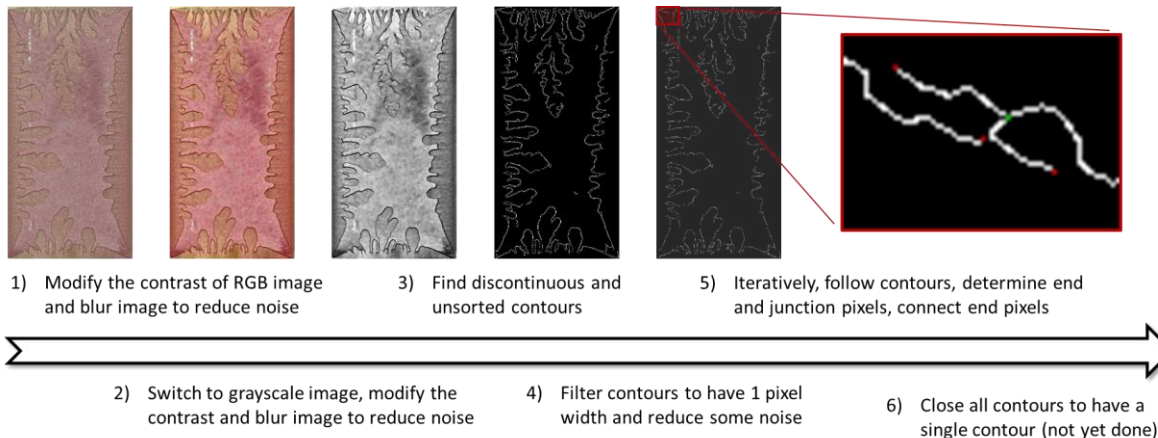 1) Modify the contrast of RGB image
and blur image to reduce noise
3) Find discontinuous and
unsorted contours
5) Iteratively, follow contours, determine end
and junction pixels, connect end pixels
2) Switch to grayscale image, modify the
contrast and blur image to reduce noise
4) Filter contours to have 1 pixel
width and reduce some noise
6) Close all contours to have a
single contour (not yet done)